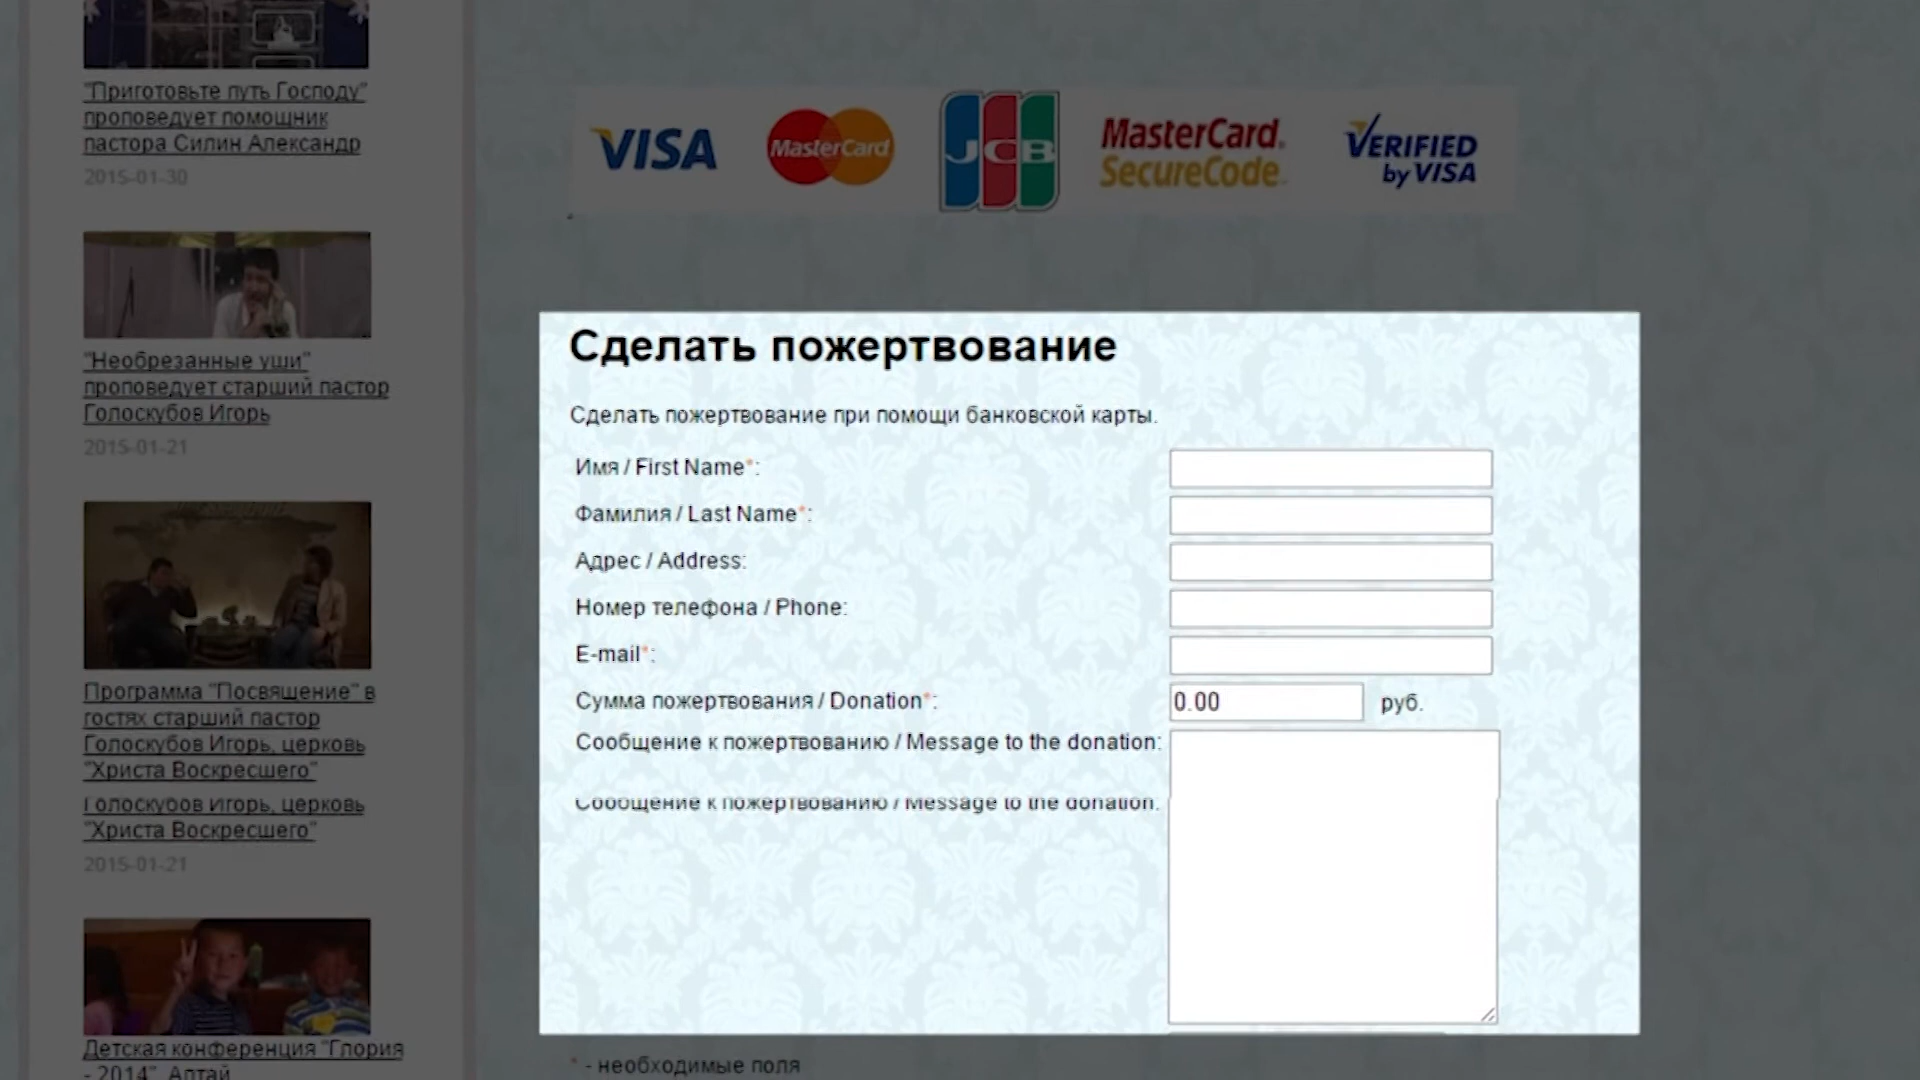 "Приготовьте путь Господу"
проповедует помощник
пастора Силин Александр
2015-01-30
"Необрезанные уши"
проповедует старший пастор
Голоскубов Игорь
2015-01-21
Программа "Посвящение" в
гостях старший пастор
Голоскубов Игорь, церковь
"Христа Воскресшего"
Голоскубов Игорь, церковь
"Христа Воскресшего"
2015-01-21
Детская конференция "Глория
- 2014". Алтай
VISA
MasterCard
JCB
MasterCard.
SecureCode.
VERIFIED
by VISA
Сделать пожертвование
Сделать пожертвование при помощи банковской карты.
Имя / First Name*:
Фамилия / Last Name*:
Адрес / Address:
Номер телефона / Phone:
E-mail*:
Сумма пожертвования / Donation*: 0.00 руб.
Сообщение к пожертвованию / Message to the donation:
Сообщение к пожертвованию / Message to the donation:
* - необходимые поля